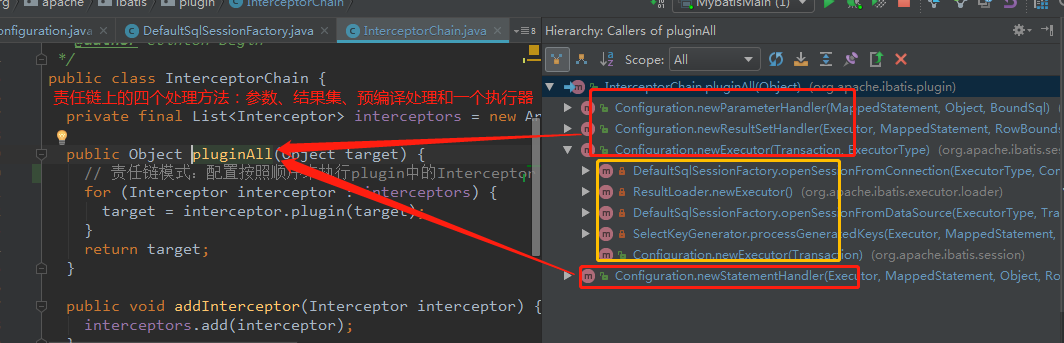 org
apache
ibatis
plugin
InterceptorChain
MybatisMain
onfiguration.java
DefaultSqlSessionFactory.java
InterceptorChain.java
Hierarchy: Callers of pluginAll
Scope: All
*/
public class InterceptorChain {
责任链上的四个处理方法：参数、结果集、预编译处理和一个执行器
private final List<Interceptor> interceptors = new Ar
public Object pluginAll(Object target) {
// 责任链模式：配置按照顺序来执行plugin中的Interceptor
for (Interceptor interceptor : interceptors) {
target = interceptor.plugin(target);
}
return target;
}
public void addInterceptor(Interceptor interceptor) {
interceptors.add(interceptor);
}
InterceptorChain.pluginAll(Object) (org.apache.ibatis.plugin)
Configuration.newParameterHandler(MappedStatement, Object, BoundSql)
Configuration.newResultSetHandler(Executor, MappedStatement, RowBounds
Configuration.newExecutor(Transaction, ExecutorType) (org.apache.ibatis.ses
DefaultSqlSessionFactory.openSessionFromConnection(ExecutorType, Con
ResultLoader.newExecutor() (org.apache.ibatis.executor.loader)
DefaultSqlSessionFactory.openSessionFromDataSource(ExecutorType, Tra
SelectKeyGenerator.processGeneratedKeys(Executor, MappedStatement,
Configuration.newExecutor(Transaction) (org.apache.ibatis.session)
Configuration.newStatementHandler(Executor, MappedStatement, Object, Ro